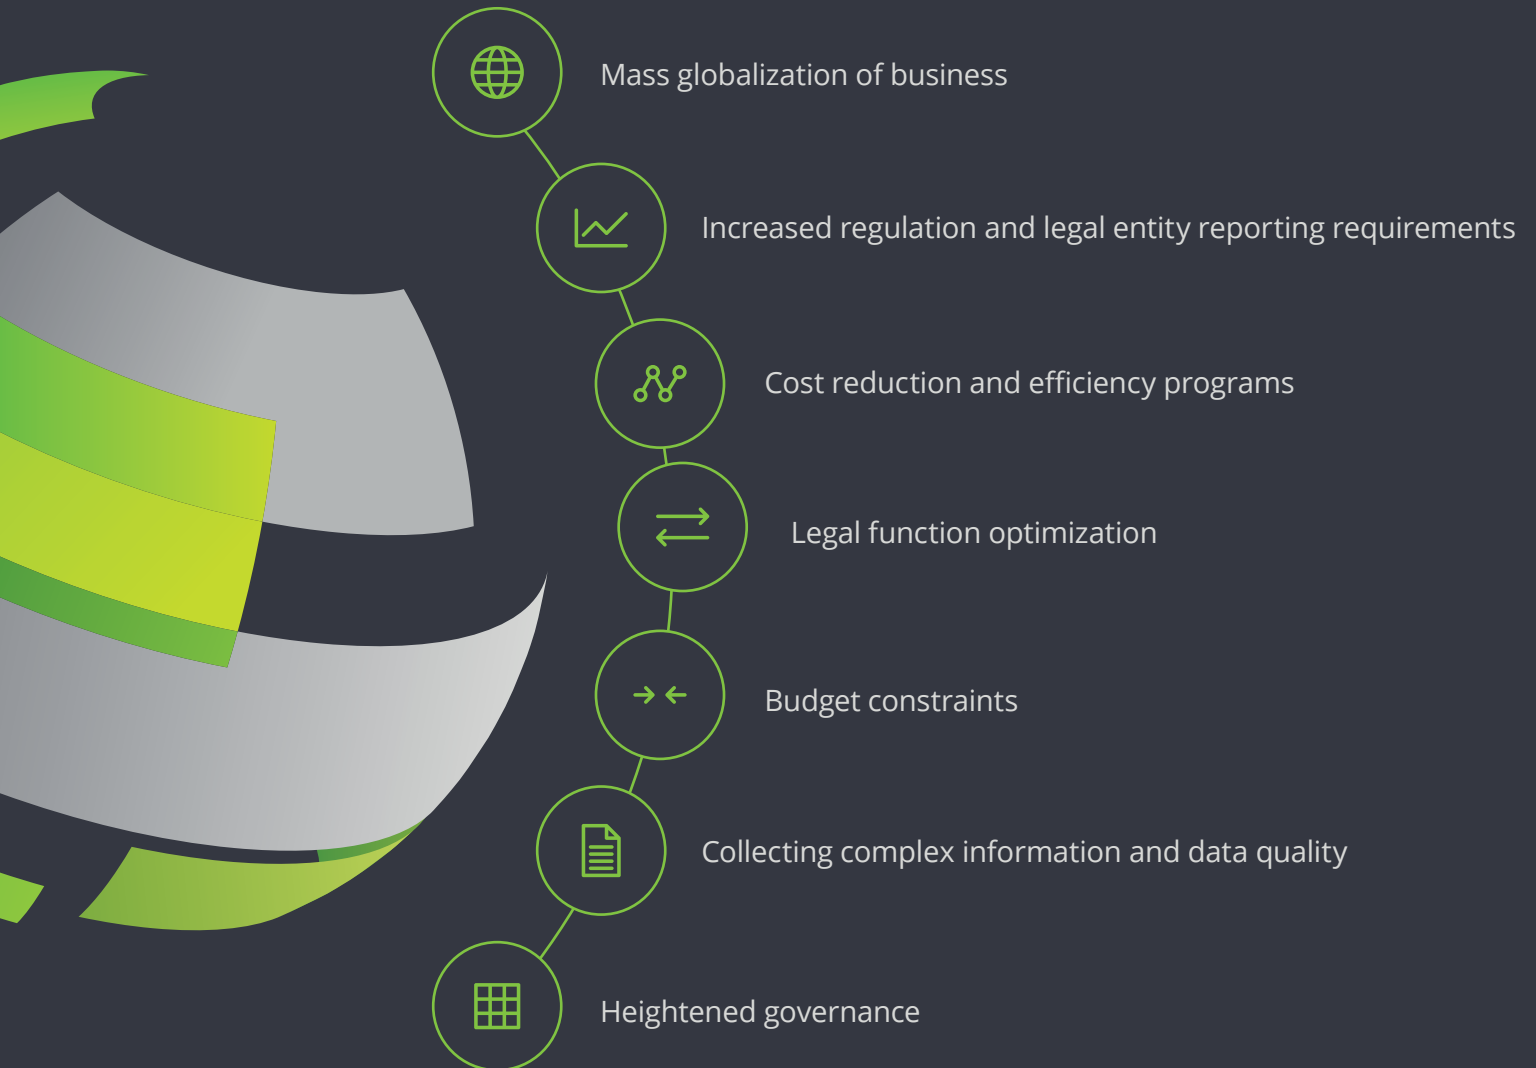 Mass globalization of business
Increased regulation and legal entity reporting requirements
Cost reduction and efficiency programs
Legal function optimization
Budget constraints
Collecting complex information and data quality
Heightened governance